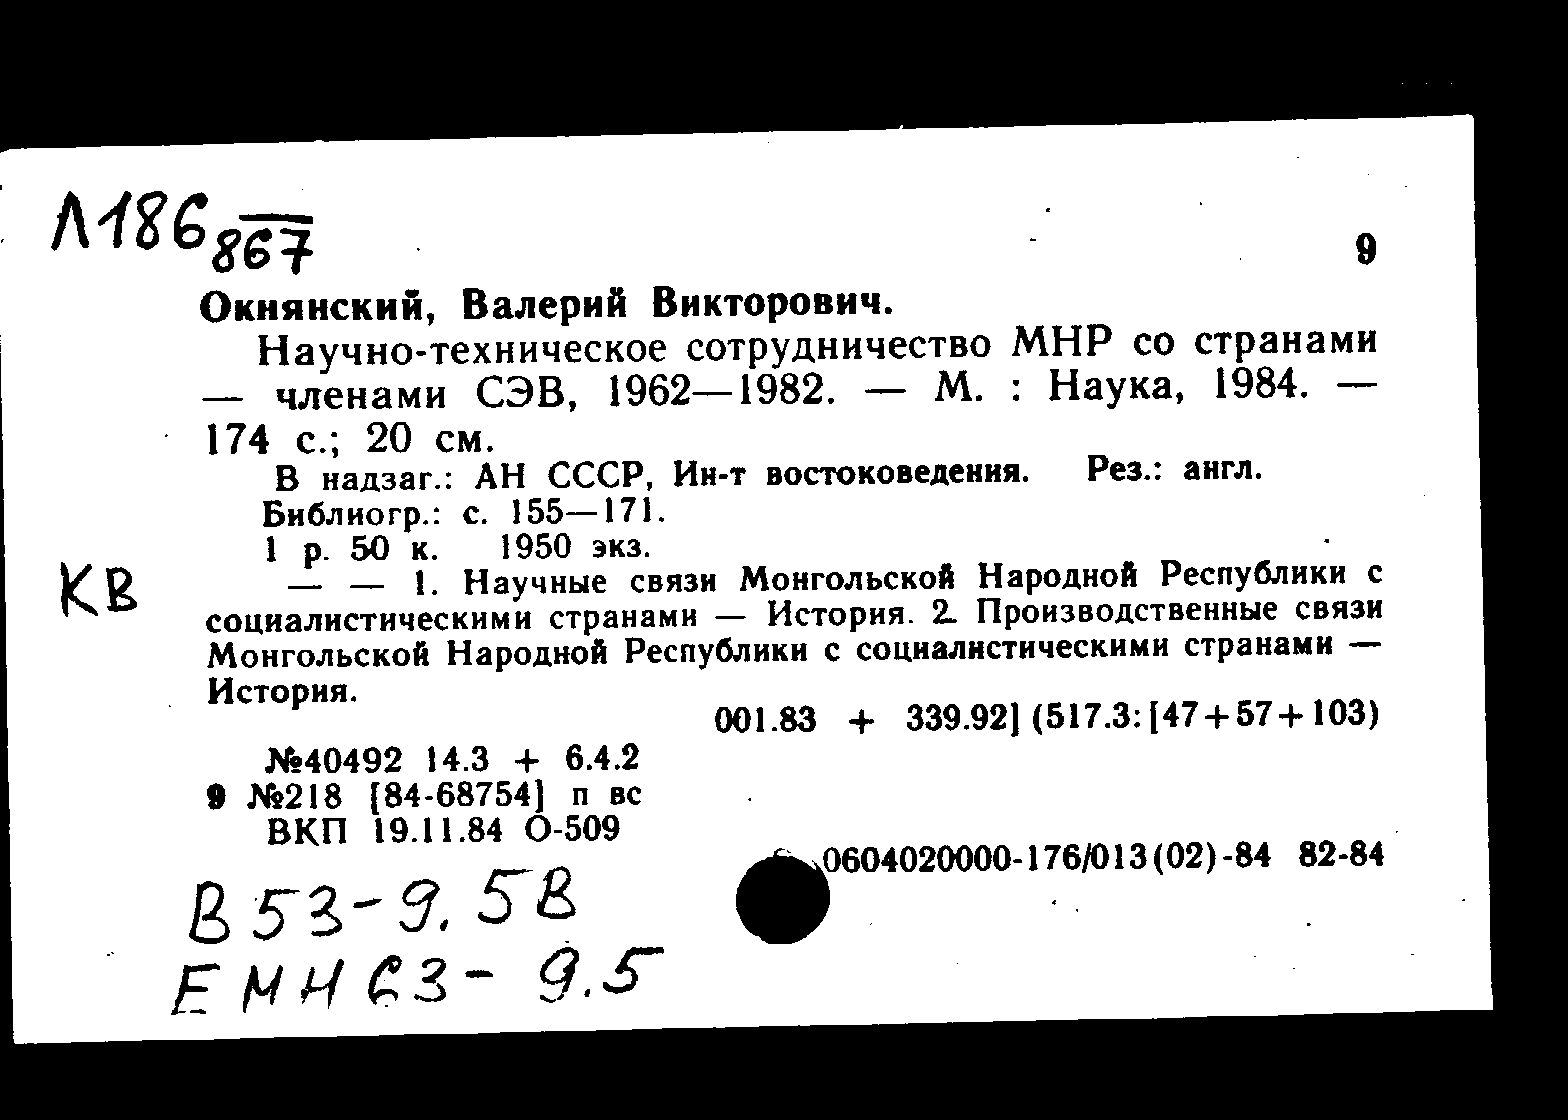 Л186 867
9
Окнянский, Валерий Викторович.
Научно-техническое сотрудничество МНР со странами
— членами СЭВ, 1962—1982. — М. : Наука, 1984. —
174 с.; 20 см.
В надзаг.: АН СССР, Ин-т востоковедения. Рез.: англ.
Библиогр.: с. 155—171.
1 р. 50 к. 1950 экз.
КВ
— — 1. Научные связи Монгольской Народной Республики с
социалистическими странами — История. 2. Производственные связи
Монгольской Народной Республики с социалистическими странами —
История.
001.83 + 339.92] (517.3:[47+57+103)
№40492 14.3 + 6.4.2
9 №218 [84-68754] п вс
ВКП 19.11.84 О-509
0604020000-176/013(02)-84 82-84
В53-9.5В
ЕМН63-9.5